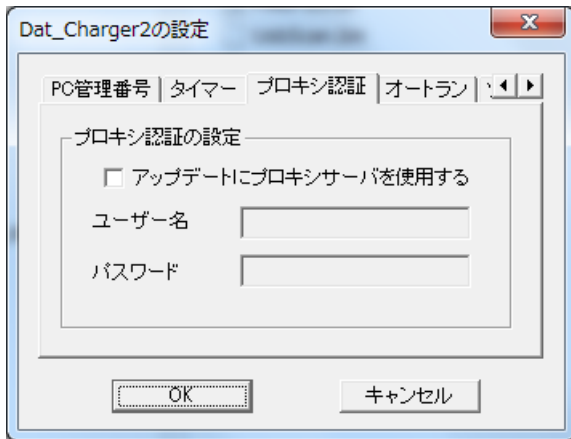 Dat_Charger2の設定
PC管理番号 タイマー プロキシ認証 オートラン
プロキシ認証の設定
アップデートにプロキシサーバを使用する
ユーザー名
パスワード
OK キャンセル